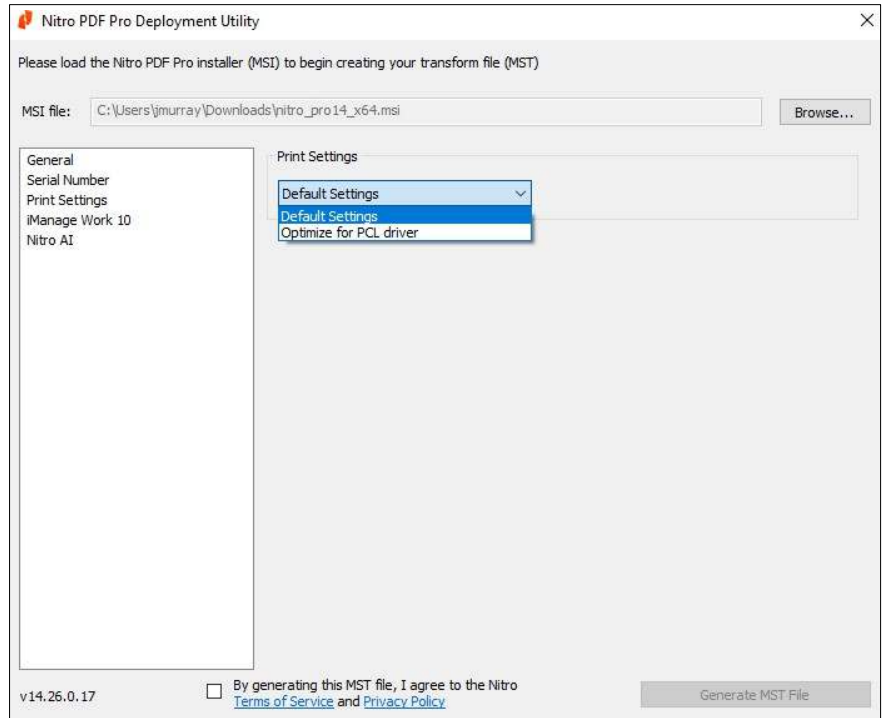 Nitro PDF Pro Deployment Utility
Please load the Nitro PDF Pro installer (MSI) to begin creating your transform file (MST)
MSI file:
C:\Users\jmurray\Downloads\nitro_pro14_x64.msi
Browse...
General
Serial Number
Print Settings
iManage Work 10
Nitro AI
Print Settings
Default Settings
Default Settings
Optimize for PCL driver
v14.26.0.17
By generating this MST file, I agree to the Nitro
Terms of Service and Privacy Policy
Generate MST File